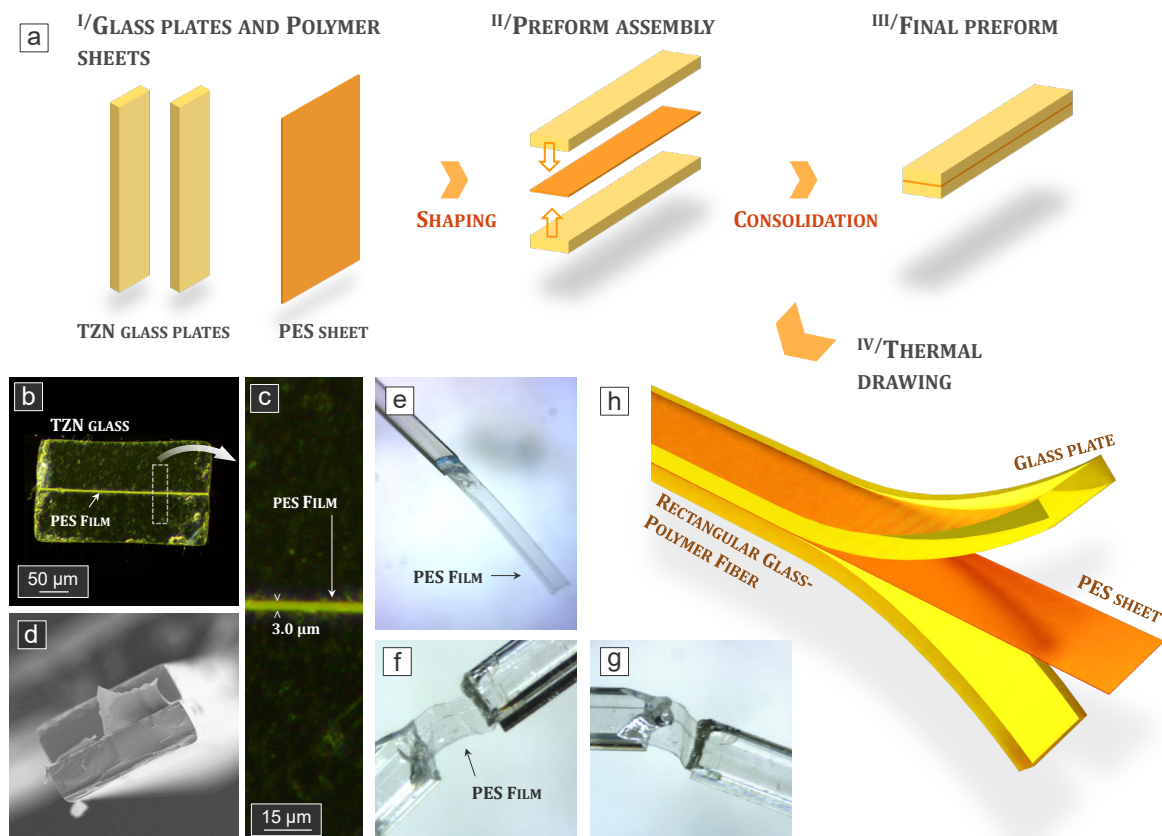 a
I/GLASS PLATES AND POLYMER
SHEETS
II/PREFORM ASSEMBLY
III/FINAL PREFORM
SHAPING
CONSOLIDATION
TZN GLASS PLATES
PES SHEET
IV/THERMAL
DRAWING
b
TZN GLASS
PES FILM
50 µm
c
PES FILM
3.0 µm
15 µm
d
e
PES FILM
f
PES FILM
g
h
GLASS PLATE
RECTANGULAR GLASS-
POLYMER FIBER
PES SHEET